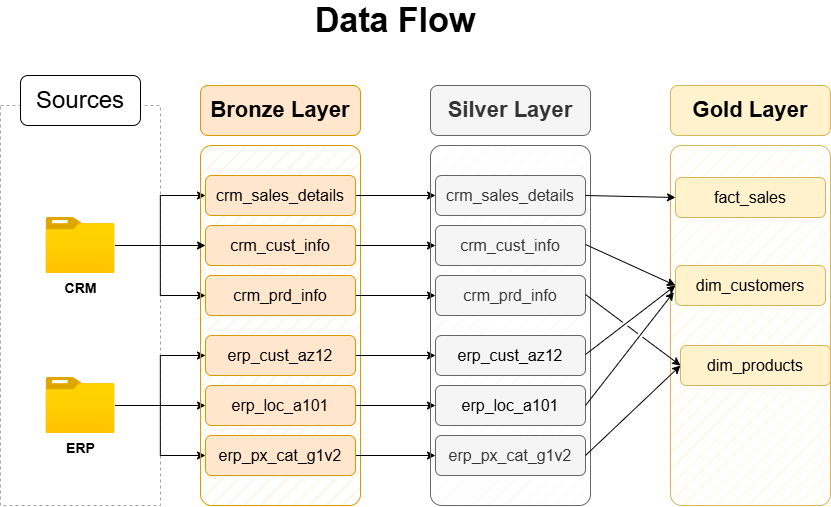 Data Flow
Sources
Bronze Layer
Silver Layer
Gold Layer
CRM
ERP
crm_sales_details
crm_cust_info
crm_prd_info
erp_cust_az12
erp_loc_a101
erp_px_cat_g1v2
crm_sales_details
crm_cust_info
crm_prd_info
erp_cust_az12
erp_loc_a101
erp_px_cat_g1v2
fact_sales
dim_customers
dim_products